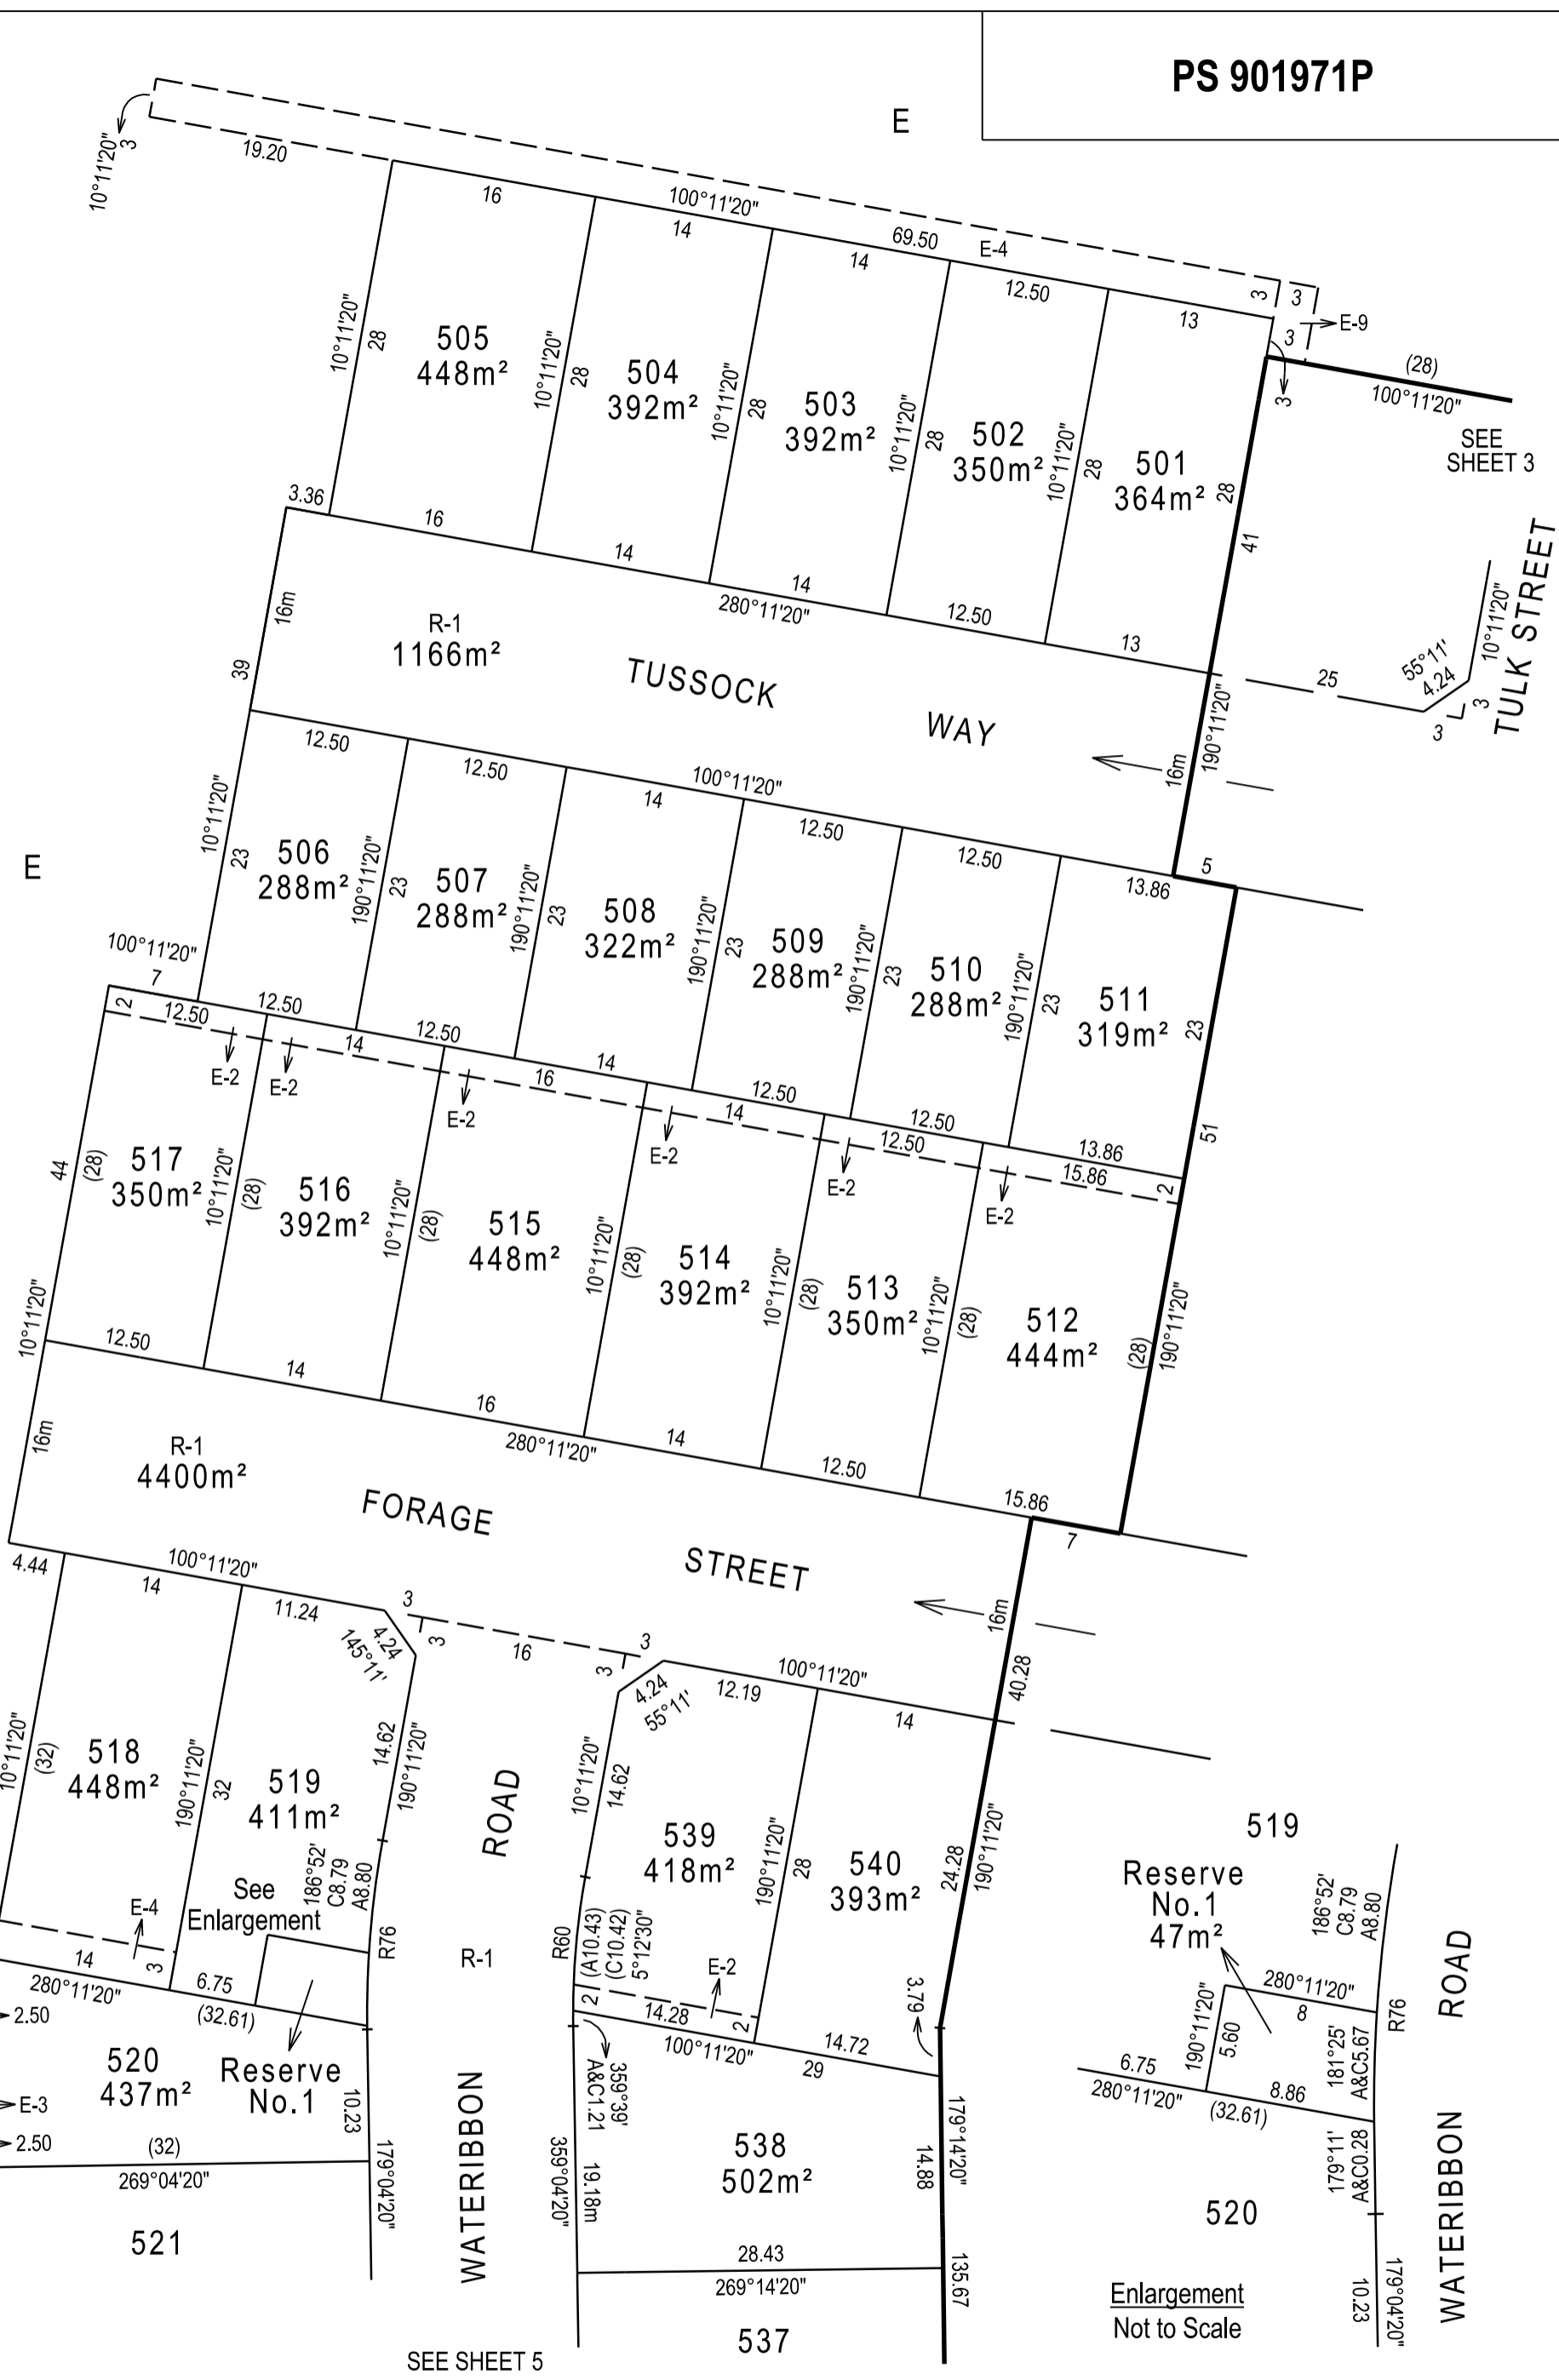 PS 901971P
E
10°11'20"
3
19.20
16
100°11'20"
14
69.50
E-4
14
12.50
13
3
3
E-9
3
3
(28)
100°11'20"
SEE
SHEET 3
10°11'20"
28
505
448m²
10°11'20"
28
504
392m²
10°11'20"
28
503
392m²
10°11'20"
28
502
350m²
10°11'20"
28
501
364m²
28
41
3.36
16
14
14
280°11'20"
12.50
13
25
55°11'
4.24
3
3
10°11'20"
TULK STREET
16m
39
R-1
1166m²
TUSSOCK
WAY
16m
190°11'20"
12.50
12.50
14
100°11'20"
12.50
12.50
13.86
5
E
10°11'20"
23
506
288m²
190°11'20"
23
507
288m²
190°11'20"
23
508
322m²
190°11'20"
23
509
288m²
190°11'20"
23
510
288m²
190°11'20"
23
511
319m²
23
51
100°11'20"
7
2
12.50
12.50
14
12.50
16
14
14
12.50
12.50
12.50
13.86
15.86
2
E-2
E-2
E-2
E-2
E-2
E-2
44
(28)
517
350m²
10°11'20"
(28)
516
392m²
10°11'20"
(28)
515
448m²
10°11'20"
(28)
514
392m²
10°11'20"
(28)
513
350m²
10°11'20"
(28)
512
444m²
(28)
190°11'20"
10°11'20"
12.50
14
16
280°11'20"
14
12.50
15.86
7
16m
R-1
4400m²
FORAGE
STREET
16m
40.28
4.44
14
100°11'20"
11.24
4.24
145°11'
3
3
16
3
3
4.24
55°11'
12.19
100°11'20"
14
10°11'20"
(32)
518
448m²
190°11'20"
32
519
411m²
14.62
190°11'20"
ROAD
10°11'20"
14.62
539
418m²
190°11'20"
28
540
393m²
24.28
190°11'20"
186°52'
C8.79
A8.80
See
Enlargement
R76
R-1
R60
(A10.43)
(C10.42)
5°12'30"
E-4
14
3
280°11'20"
6.75
(32.61)
E-2
2
14.28
2
100°11'20"
14.72
29
3.79
2.50
520
437m²
Reserve
No.1
E-3
2.50
10.23
(32)
269°04'20"
179°04'20"
521
WATERIBBON
359°39'
A&C1.21
359°04'20"
19.18m
538
502m²
14.88
179°14'20"
28.43
269°14'20"
135.67
537
SEE SHEET 5
519
Reserve
No.1
47m²
186°52'
C8.79
A8.80
280°11'20"
8
190°11'20"
5.60
6.75
280°11'20"
8.86
(32.61)
181°25'
A&C5.67
R76
ROAD
179°11'
A&C0.28
520
10.23
179°04'20"
WATERIBBON
Enlargement
Not to Scale